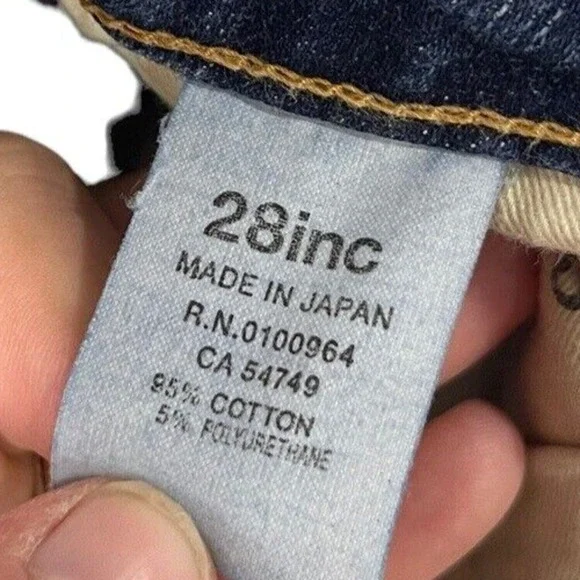 28inc
MADE IN JAPAN
R.N.0100964
CA 54749
95% COTTON
5% POLYURETHANE